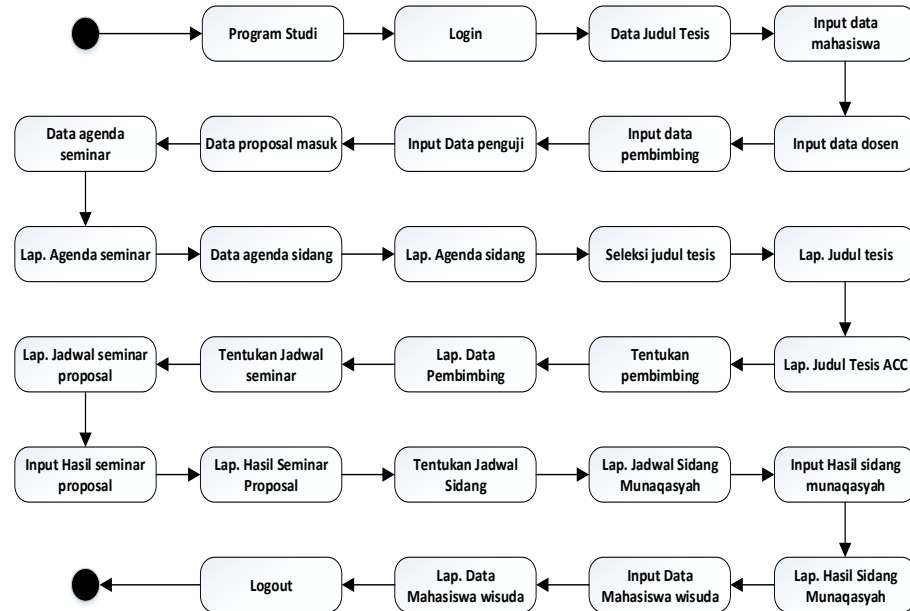 Program Studi
Login
Data Judul Tesis
Input data
mahasiswa
Input data dosen
Input data
pembimbing
Input Data penguji
Data proposal masuk
Data agenda
seminar
Lap. Agenda seminar
Data agenda sidang
Lap. Agenda sidang
Seleksi judul tesis
Lap. Judul tesis
Lap. Judul Tesis ACC
Tentukan
pembimbing
Lap. Data
Pembimbing
Tentukan Jadwal
seminar
Lap. Jadwal seminar
proposal
Input Hasil seminar
proposal
Lap. Hasil Seminar
Proposal
Tentukan Jadwal
Sidang
Lap. Jadwal Sidang
Munaqasyah
Input Hasil sidang
munaqasyah
Lap. Hasil Sidang
Munaqasyah
Input Data
Mahasiswa wisuda
Lap. Data
Mahasiswa wisuda
Logout